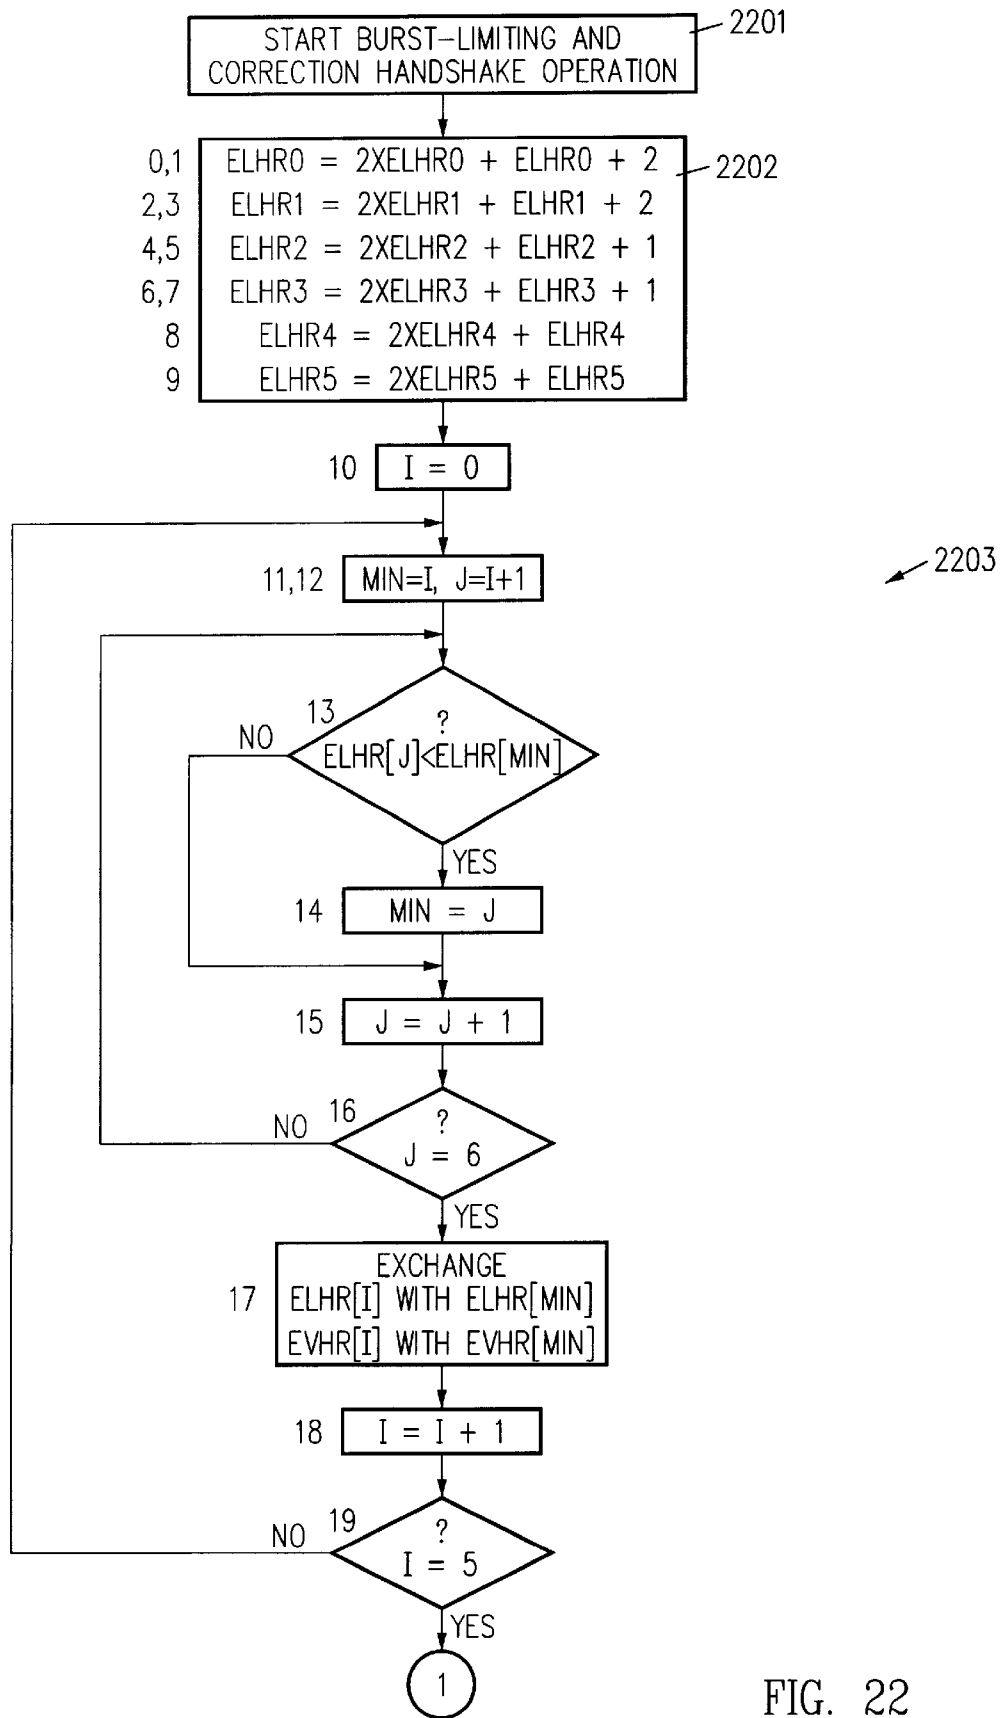 START BURST-LIMITING AND
CORRECTION HANDSHAKE OPERATION
2201
0,1 ELHR0 = 2XELHR0 + ELHR0 + 2
2202
2,3 ELHR1 = 2XELHR1 + ELHR1 + 2
4,5 ELHR2 = 2XELHR2 + ELHR2 + 1
6,7 ELHR3 = 2XELHR3 + ELHR3 + 1
8 ELHR4 = 2XELHR4 + ELHR4
9 ELHR5 = 2XELHR5 + ELHR5
10 I = 0
2203
11,12 MIN=I, J=I+1
13
?
NO
ELHR[J]<ELHR[MIN]
YES
14 MIN = J
15 J = J + 1
16
?
NO
J = 6
YES
EXCHANGE
17 ELHR[I] WITH ELHR[MIN]
EVHR[I] WITH EVHR[MIN]
18 I = I + 1
19
?
NO
I = 5
YES
1
FIG. 22